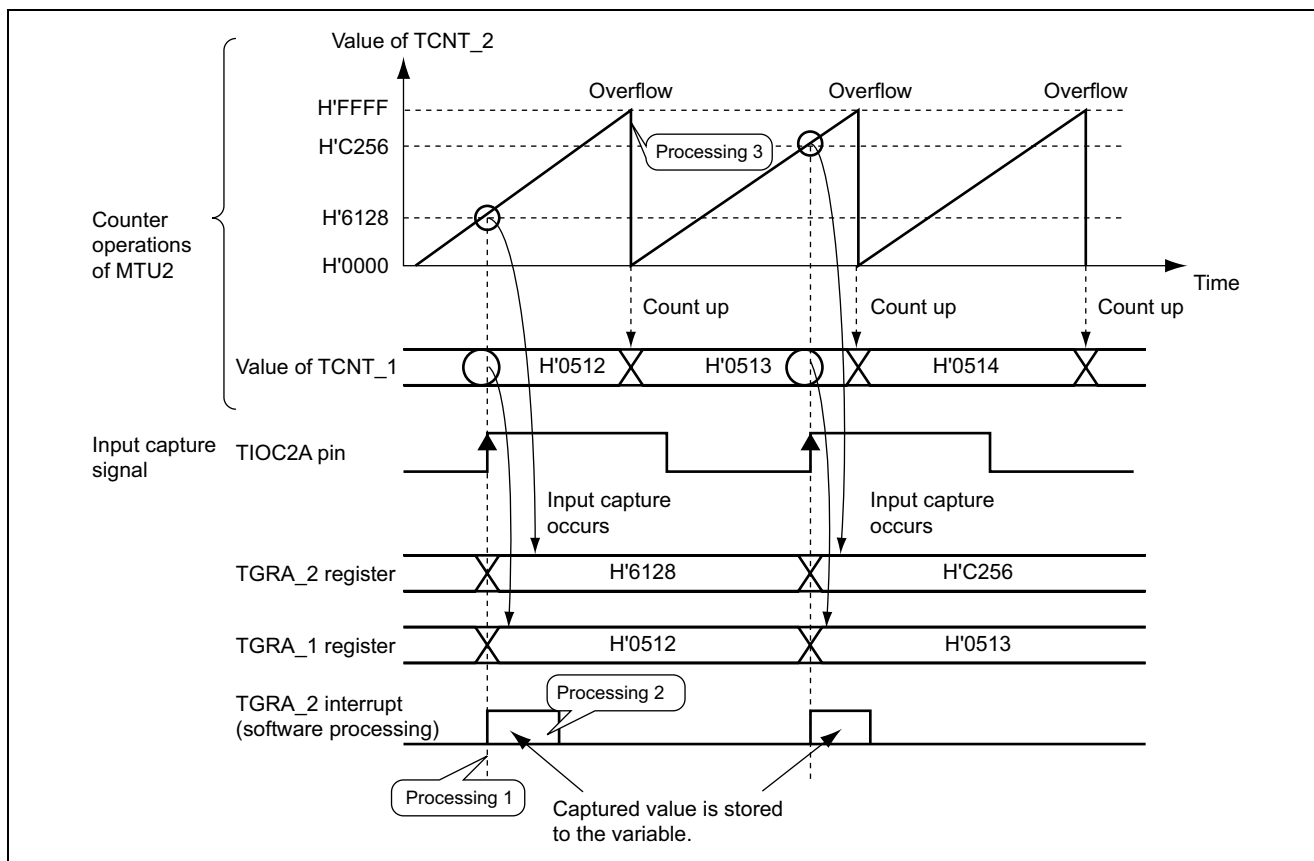 Value of TCNT_2
Overflow
Overflow
Overflow
H'FFFF
H'C256
Processing 3
H'6128
Counter
operations
of MTU2
H'0000
Time
Count up
Count up
Count up
Value of TCNT_1
H'0512
H'0513
H'0514
Input capture
signal
TIOC2A pin
Input capture
occurs
Input capture
occurs
TGRA_2 register
H'6128
H'C256
TGRA_1 register
H'0512
H'0513
TGRA_2 interrupt
(software processing)
Processing 2
Processing 1
Captured value is stored
to the variable.